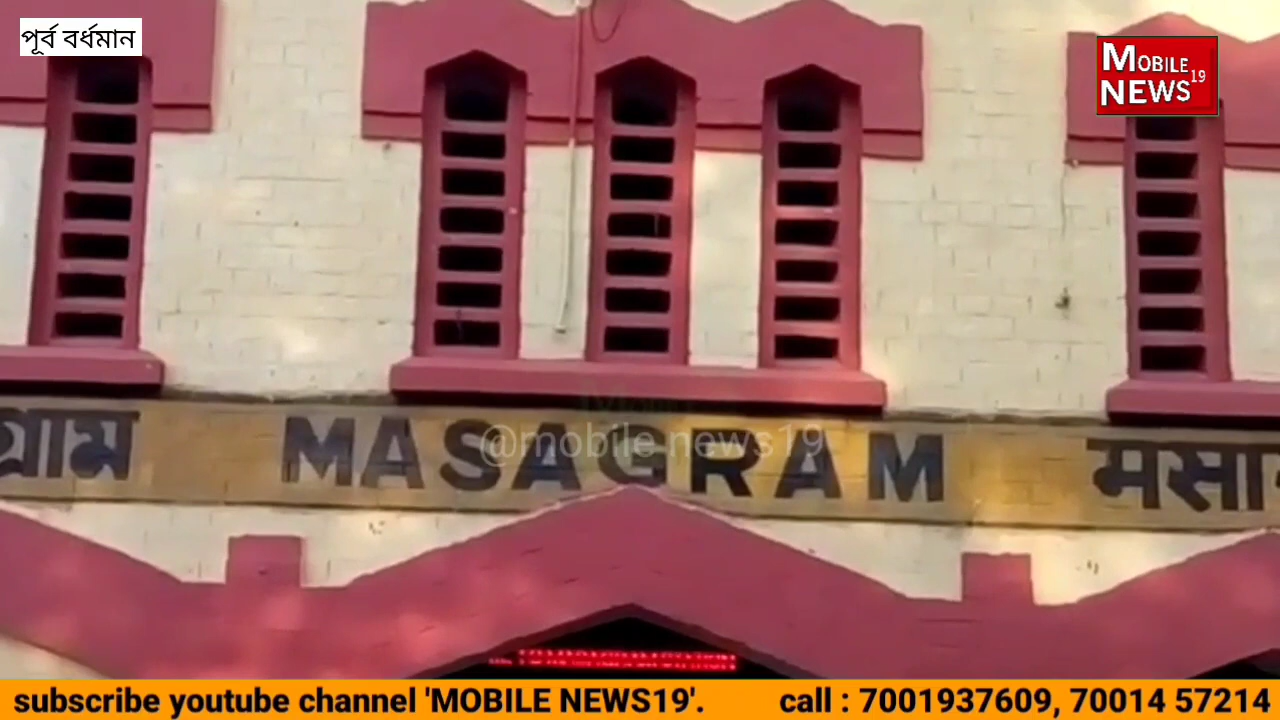 পূর্ব বর্ধমান
MOBILE
NEWS 19
গ্রাম MASAGRAM मसा
@mobile news19
subscribe youtube channel 'MOBILE NEWS19'. call : 7001937609, 70014 57214